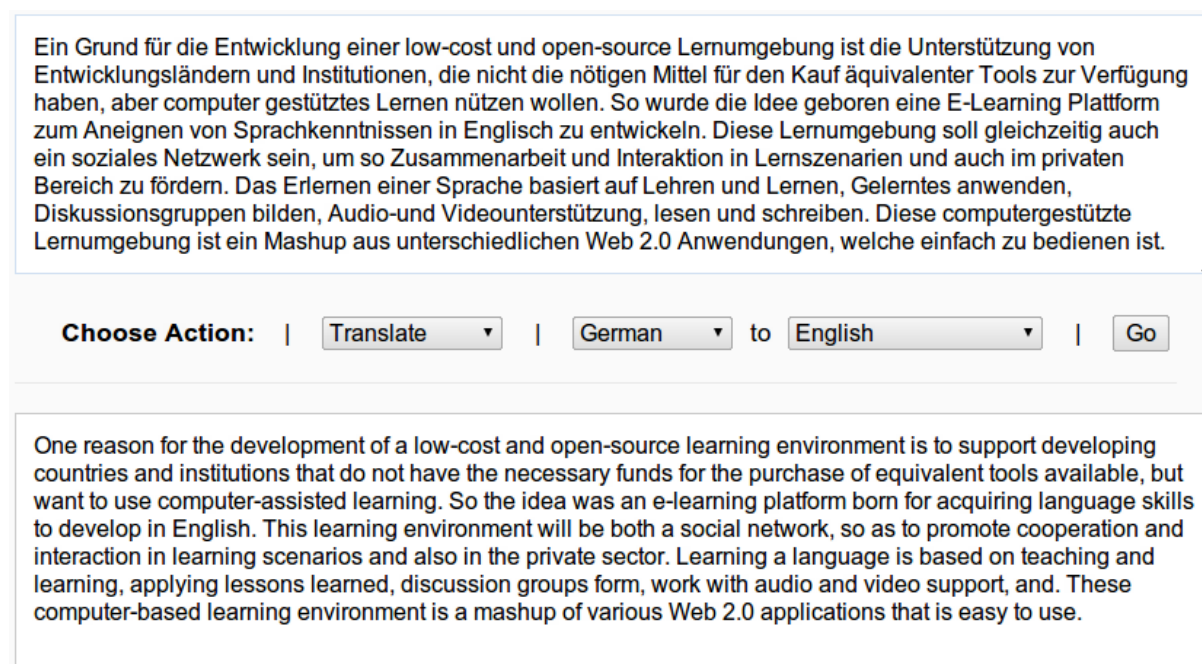 Ein Grund für die Entwicklung einer low-cost und open-source Lernumgebung ist die Unterstützung von
Entwicklungsländern und Institutionen, die nicht die nötigen Mittel für den Kauf äquivalenter Tools zur Verfügung
haben, aber computer gestütztes Lernen nützen wollen. So wurde die Idee geboren eine E-Learning Plattform
zum Aneignen von Sprachkenntnissen in Englisch zu entwickeln. Diese Lernumgebung soll gleichzeitig auch
ein soziales Netzwerk sein, um so Zusammenarbeit und Interaktion in Lernszenarien und auch im privaten
Bereich zu fördern. Das Erlernen einer Sprache basiert auf Lehren und Lernen, Gelerntes anwenden,
Diskussionsgruppen bilden, Audio-und Videounterstützung, lesen und schreiben. Diese computergestützte
Lernumgebung ist ein Mashup aus unterschiedlichen Web 2.0 Anwendungen, welche einfach zu bedienen ist.
Choose Action: | Translate | German to English | Go
One reason for the development of a low-cost and open-source learning environment is to support developing
countries and institutions that do not have the necessary funds for the purchase of equivalent tools available, but
want to use computer-assisted learning. So the idea was an e-learning platform born for acquiring language skills
to develop in English. This learning environment will be both a social network, so as to promote cooperation and
interaction in learning scenarios and also in the private sector. Learning a language is based on teaching and
learning, applying lessons learned, discussion groups form, work with audio and video support, and. These
computer-based learning environment is a mashup of various Web 2.0 applications that is easy to use.